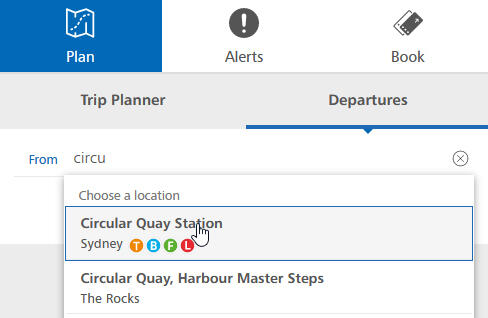 Plan
Alerts
Book
Trip Planner
Departures
From circu
Choose a location
Circular Quay Station
Sydney T B F L
Circular Quay, Harbour Master Steps
The Rocks